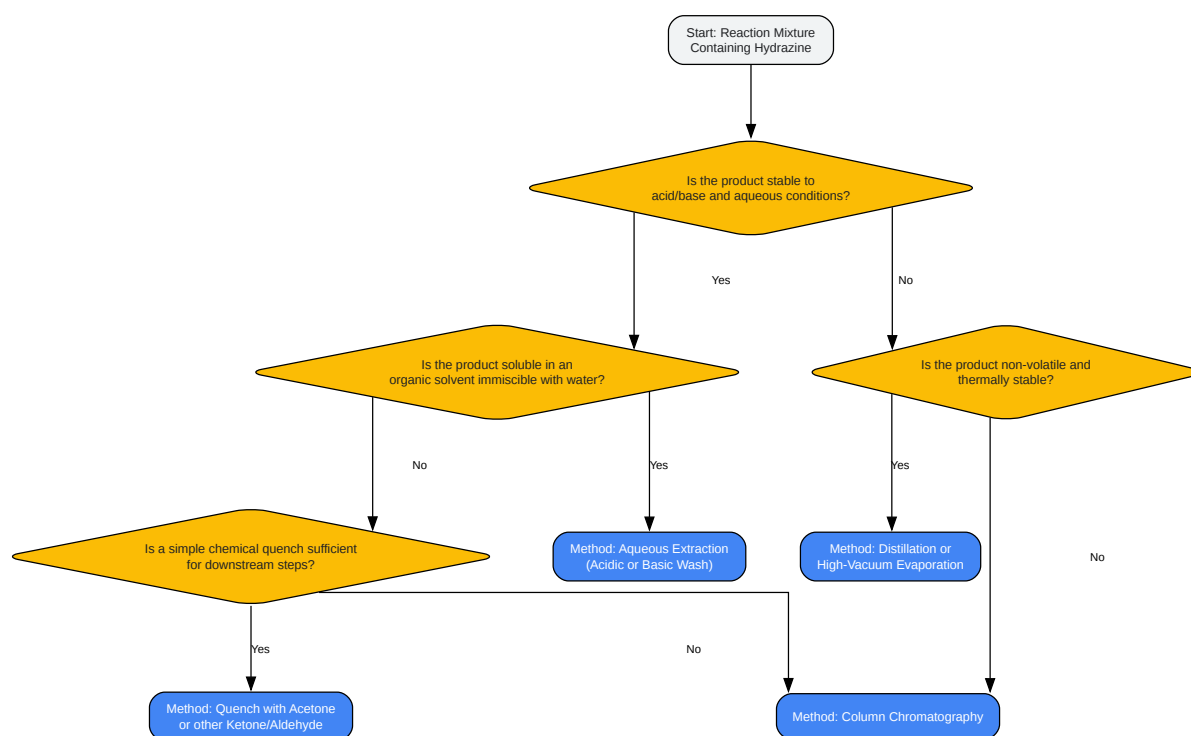 Start: Reaction Mixture
Containing Hydrazine
Is the product stable to
acid/base and aqueous conditions?
Yes
No
Is the product soluble in an
organic solvent immiscible with water?
Is the product non-volatile and
thermally stable?
No
Yes
Yes
Is a simple chemical quench sufficient
for downstream steps?
Method: Aqueous Extraction
(Acidic or Basic Wash)
Method: Distillation or
High-Vacuum Evaporation
No
Yes
No
Method: Quench with Acetone
or other Ketone/Aldehyde
Method: Column Chromatography